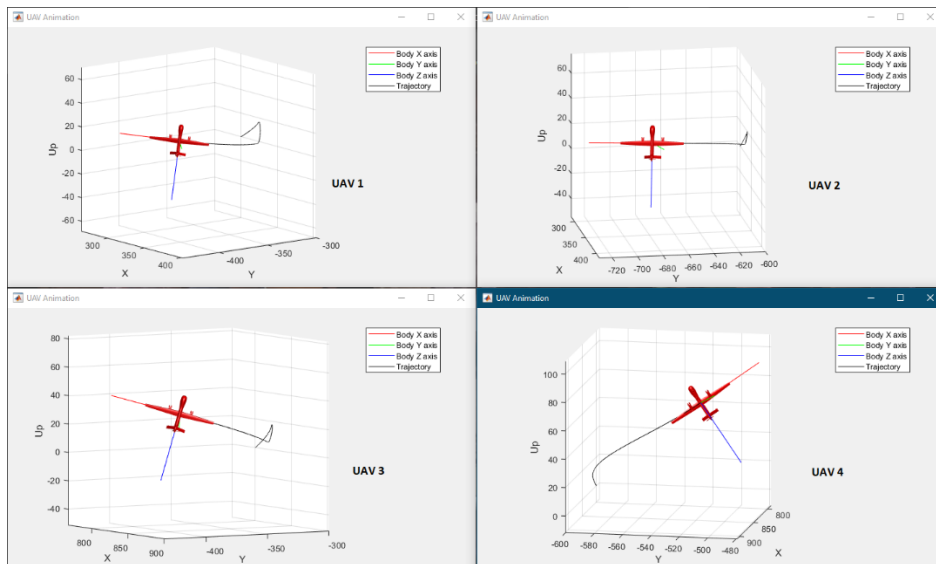 UAV Animation
Body X axis
Body Y axis
Body Z axis
Trajectory
60
40
20
0
-20
-40
-60
Up
300
350
400
X
-400
-300
Y
UAV 1
UAV Animation
Body X axis
Body Y axis
Body Z axis
Trajectory
60
40
20
0
-20
-40
Up
300
350
400
X
-720
-700
-680
-660
-640
-620
-600
Y
UAV 2
UAV Animation
Body X axis
Body Y axis
Body Z axis
Trajectory
80
60
40
20
0
-20
-40
Up
800
850
900
X
-400
-300
Y
UAV 3
UAV Animation
Body X axis
Body Y axis
Body Z axis
Trajectory
100
80
60
40
20
0
Up
-600
-580
-560
-540
-520
-500
-480
Y
800
850
900
X
UAV 4